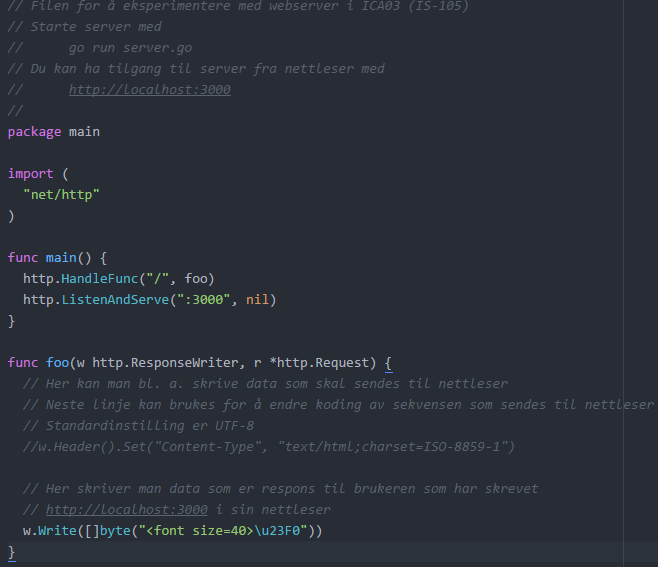 // Filen for å eksperimentere med webserver i ICA03 (IS-105)
// Starte server med
//      go run server.go
// Du kan ha tilgang til server fra nettleser med
//      http://localhost:3000
//
package main
import (
  "net/http"
)
func main() {
  http.HandleFunc("/", foo)
  http.ListenAndServe(":3000", nil)
}
func foo(w http.ResponseWriter, r *http.Request) {
  // Her kan man bl. a. skrive data som skal sendes til nettleser
  // Neste linje kan brukes for å endre koding av sekvensen som sendes til nettleser
  // Standardinstilling er UTF-8
  //w.Header().Set("Content-Type", "text/html;charset=ISO-8859-1")
  // Her skriver man data som er respons til brukeren som har skrevet
  // http://localhost:3000 i sin nettleser
  w.Write([]byte("<font size=40>\u23F0"))
}